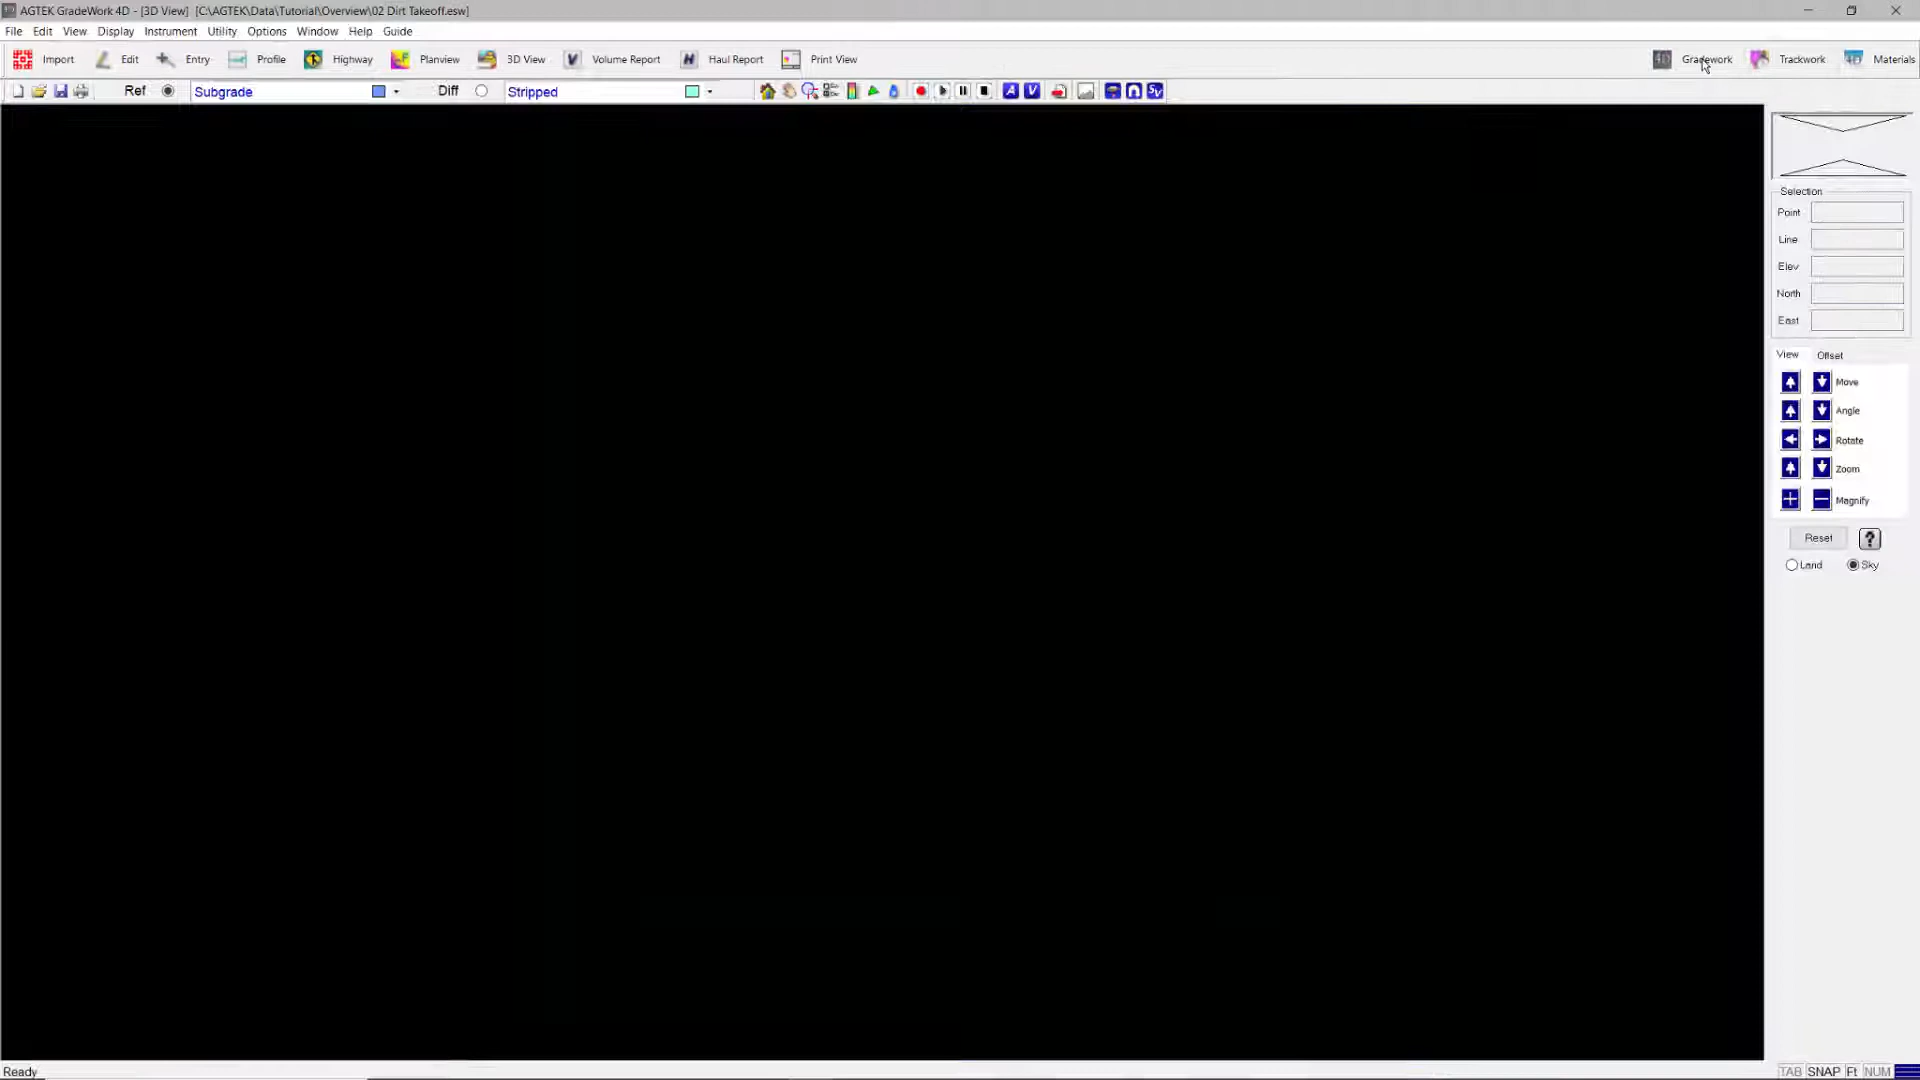 AGTEK GradeWork 4D - [3D View] [C:\AGTEK\Data\Tutorial\Overview\02 Dirt Takeoff.esw]
File Edit View Display Instrument Utility Options Window Help Guide
Import Edit Entry Profile Highway Planview 3D View Volume Report Haul Report Print View Gradework Trackwork Materials
Ref Subgrade Diff Stripped A V SV
Selection
Point
Line
Elev
North
East
View Offset
Move
Angle
Rotate
Zoom
Magnify
Reset ?
Land Sky
Ready TAB SNAP Ft NUM